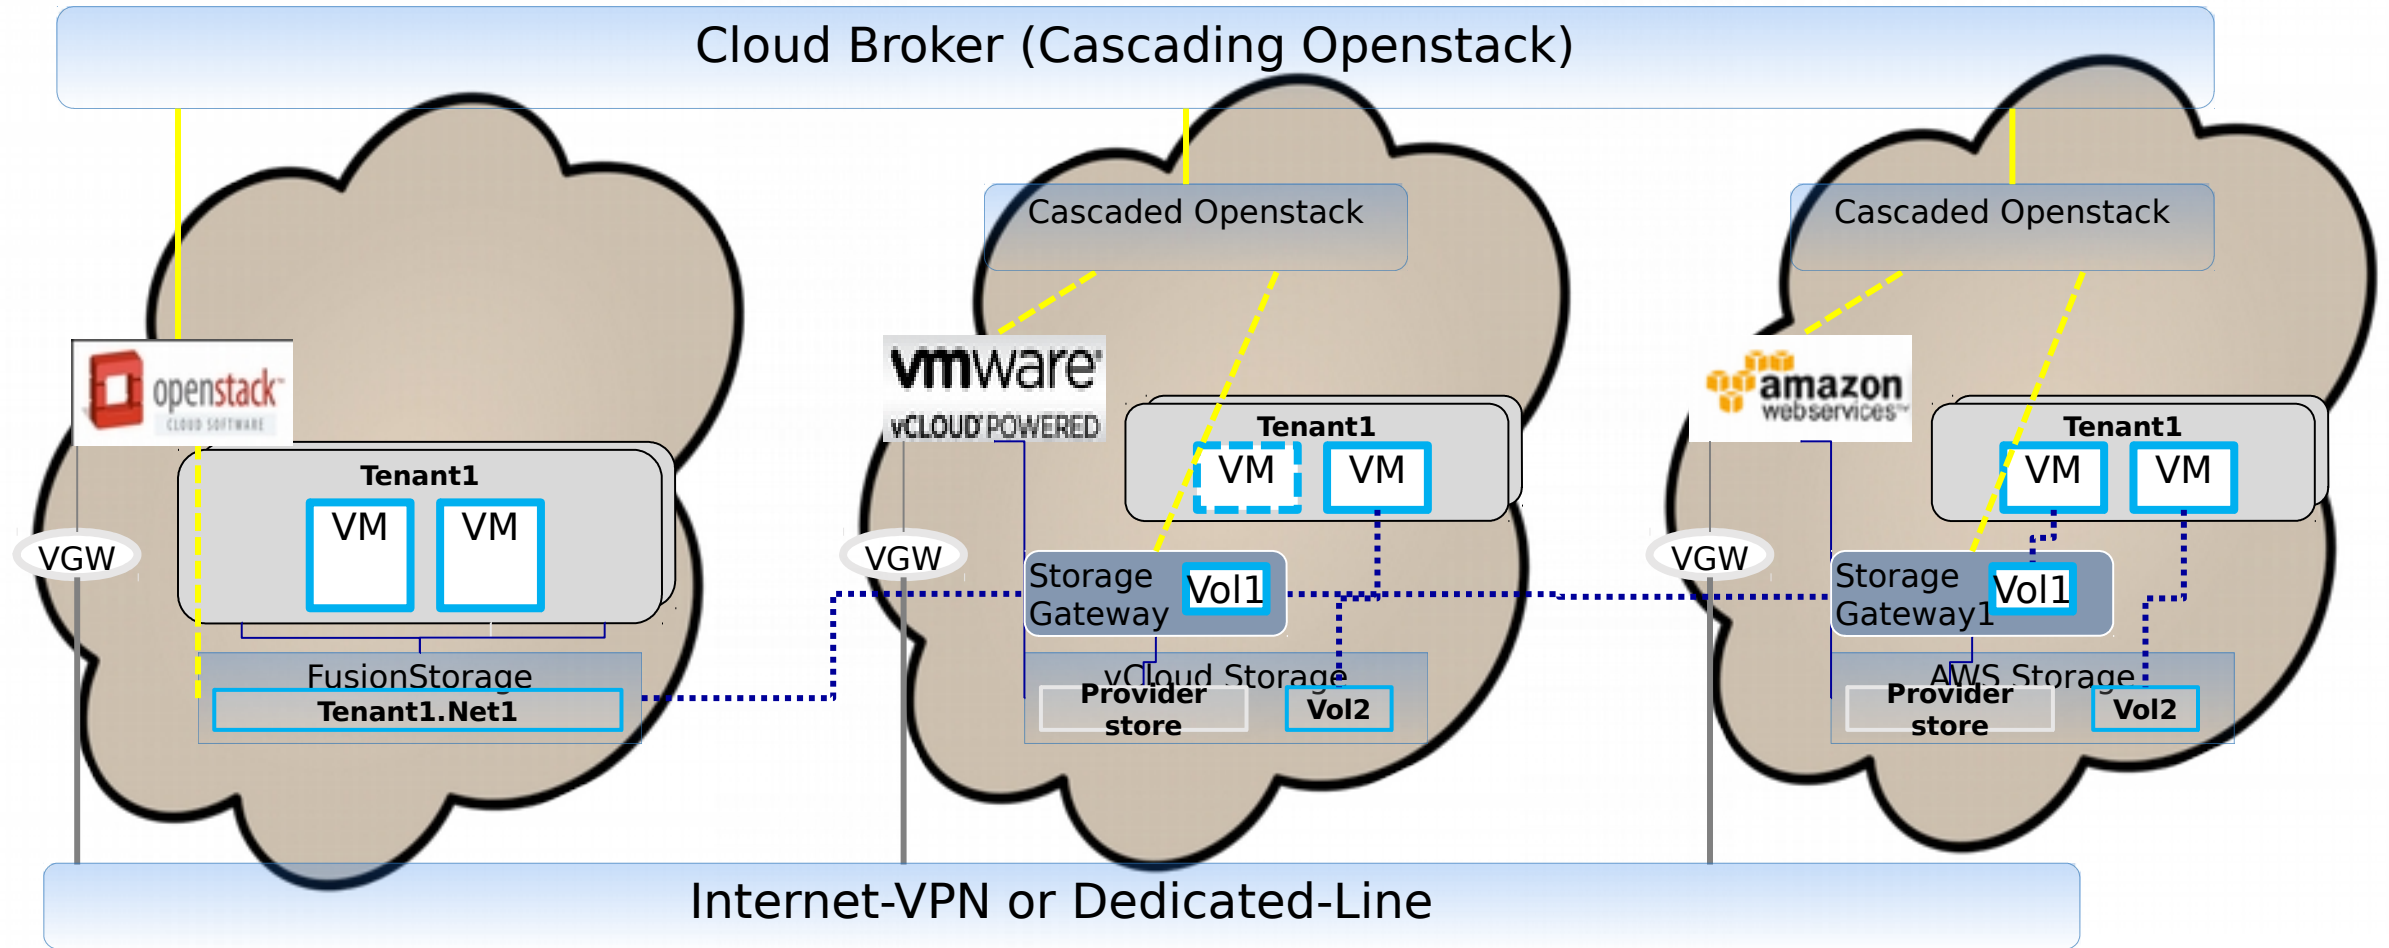 Cloud Broker (Cascading Openstack)
openstack™
CLOUD SOFTWARE
Tenant1
VM VM
VGW
FusionStorage
Tenant1.Net1
Cascaded Openstack
vmware®
vCLOUD POWERED
Tenant1
VM VM
VGW
Storage
Gateway
Vol1
vCloud Storage
Provider
store
Vol2
Cascaded Openstack
amazon
webservices™
Tenant1
VM VM
VGW
Storage
Gateway1
Vol1
AWS Storage
Provider
store
Vol2
Internet-VPN or Dedicated-Line